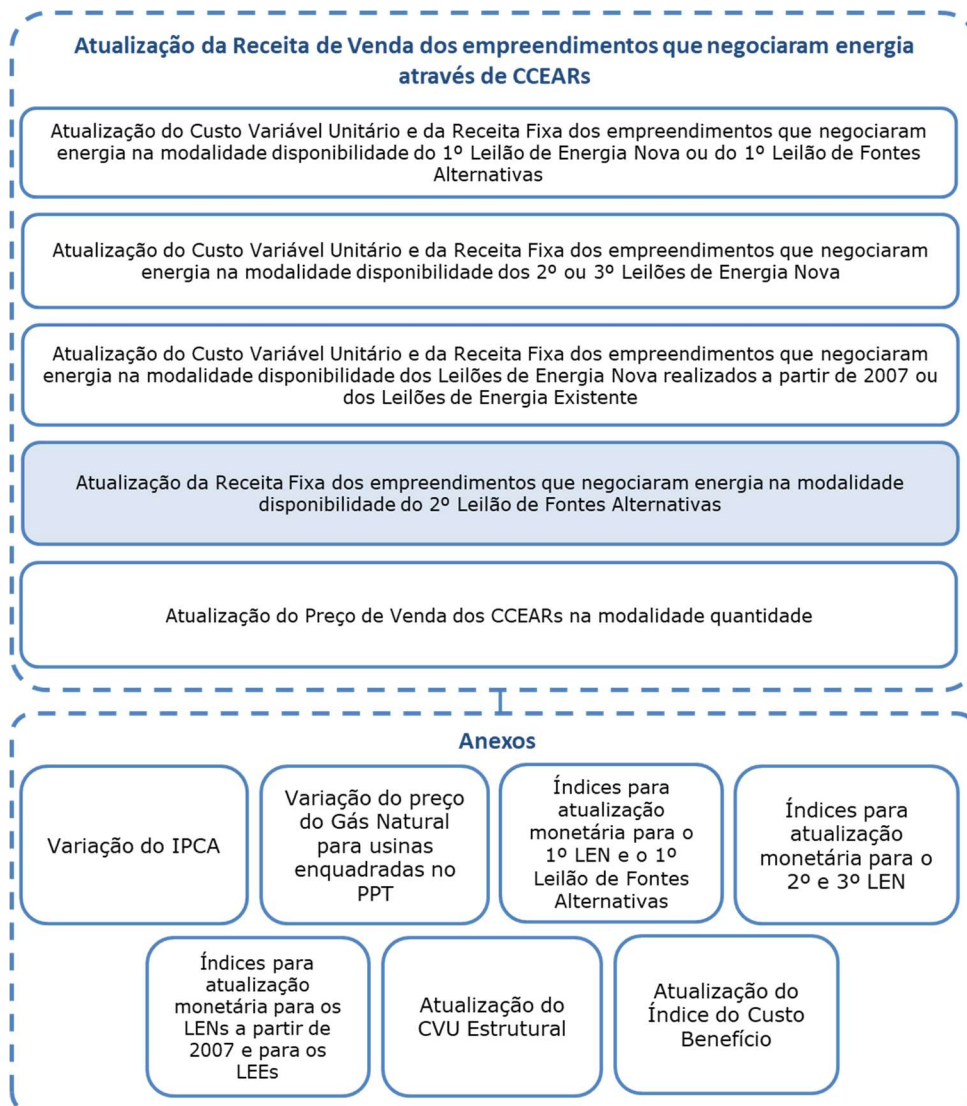 Atualização da Receita de Venda dos empreendimentos que negociaram energia
através de CCEARs
Atualização do Custo Variável Unitário e da Receita Fixa dos empreendimentos que negociaram
energia na modalidade disponibilidade do 1º Leilão de Energia Nova ou do 1º Leilão de Fontes
Alternativas
Atualização do Custo Variável Unitário e da Receita Fixa dos empreendimentos que negociaram
energia na modalidade disponibilidade dos 2º ou 3º Leilões de Energia Nova
Atualização do Custo Variável Unitário e da Receita Fixa dos empreendimentos que negociaram
energia na modalidade disponibilidade dos Leilões de Energia Nova realizados a partir de 2007 ou
dos Leilões de Energia Existente
Atualização da Receita Fixa dos empreendimentos que negociaram energia na modalidade
disponibilidade do 2º Leilão de Fontes Alternativas
Atualização do Preço de Venda dos CCEARs na modalidade quantidade
Anexos
Variação do IPCA
Variação do preço
do Gás Natural
para usinas
enquadradas no
PPT
Índices para
atualização
monetária para o
1º LEN e o 1º
Leilão de Fontes
Alternativas
Índices para
atualização
monetária para o
2º e 3º LEN
Índices para
atualização
monetária para os
LENs a partir de
2007 e para os
LEEs
Atualização do
CVU Estrutural
Atualização do
Índice do Custo
Benefício